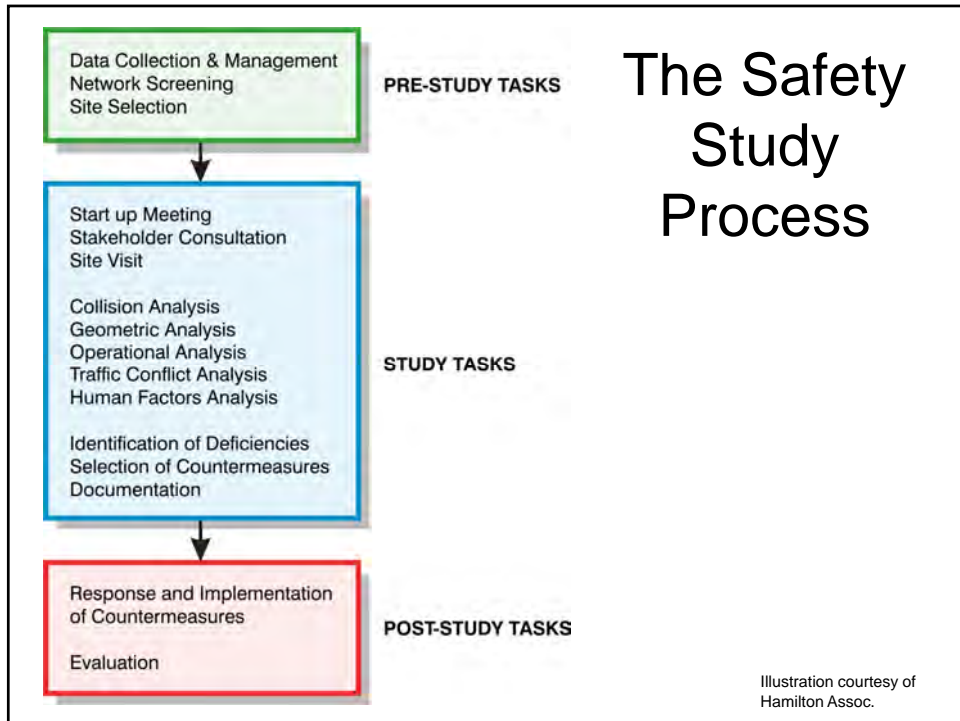 The Safety
Study
Process
Data Collection & Management
Network Screening
Site Selection
PRE-STUDY TASKS
Start up Meeting
Stakeholder Consultation
Site Visit
Collision Analysis
Geometric Analysis
Operational Analysis
Traffic Conflict Analysis
Human Factors Analysis
Identification of Deficiencies
Selection of Countermeasures
Documentation
STUDY TASKS
Response and Implementation
of Countermeasures
Evaluation
POST-STUDY TASKS
Illustration courtesy of
Hamilton Assoc.